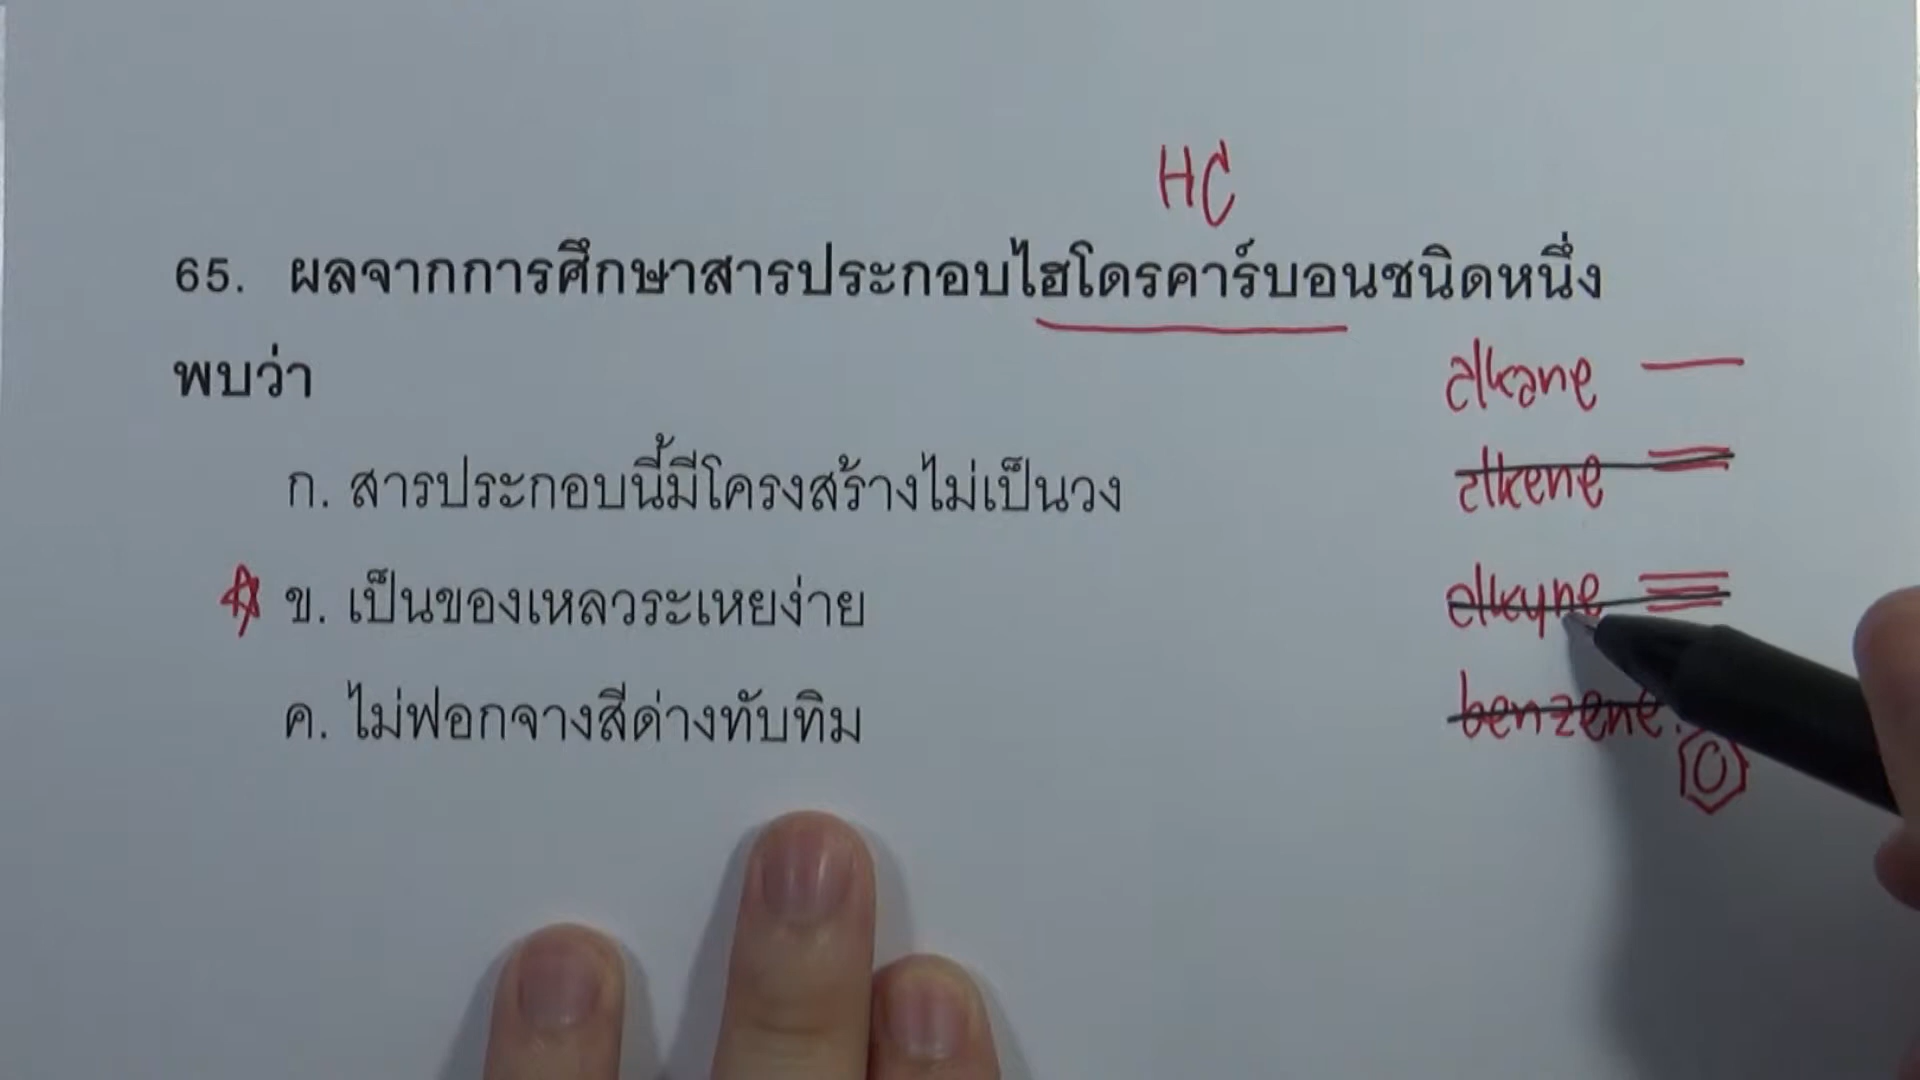 HC
65. ผลจากการศึกษาสารประกอบไฮโดรคาร์บอนชนิดหนึ่ง
พบว่า
alkane
ก. สารประกอบนี้มีโครงสร้างไม่เป็นวง
alkene
ข. เป็นของเหลวระเหยง่าย
alkyne
ค. ไม่ฟอกจางสีด่างทับทิม
benzene